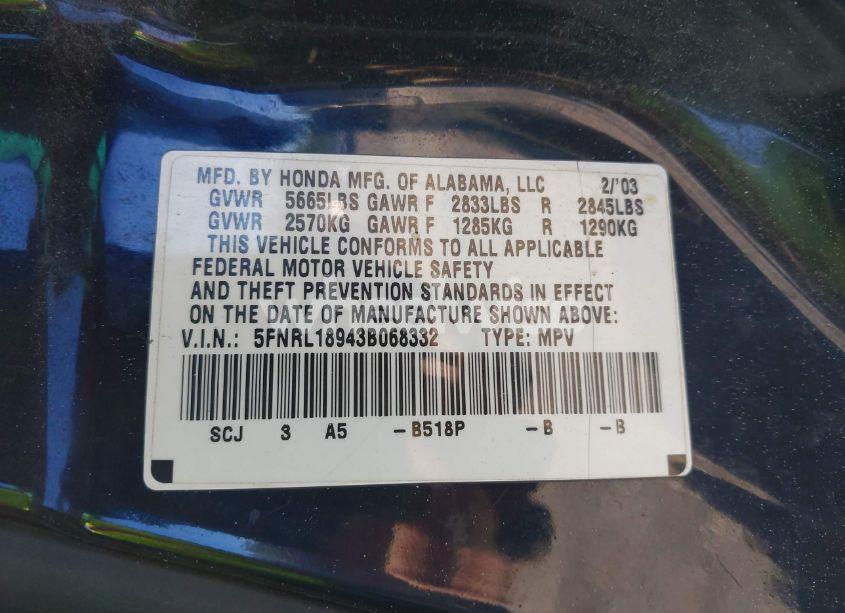 MFD. BY HONDA MFG. OF ALABAMA, LLC 2/'03
GVWR 5665LBS GAWR F 2833LBS R 2845LBS
GVWR 2570KG GAWR F 1285KG R 1290KG
THIS VEHICLE CONFORMS TO ALL APPLICABLE
FEDERAL MOTOR VEHICLE SAFETY
AND THEFT PREVENTION STANDARDS IN EFFECT
ON THE DATE OF MANUFACTURE SHOWN ABOVE:
V.I.N.: 5FNRL18943B068332 TYPE: MPV
SCJ 3 A5 -B518P -B -B